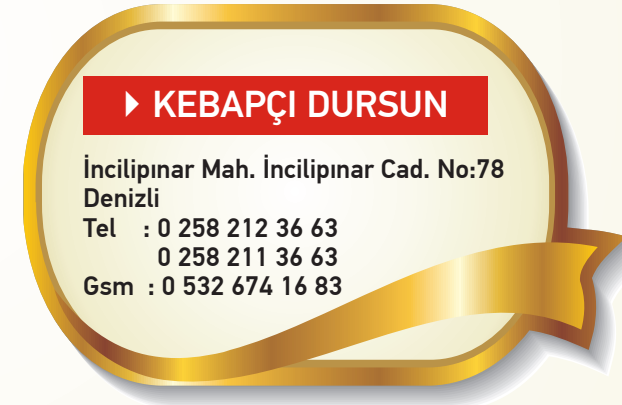 KEBAPÇI DURSUN
İncilipınar Mah. İncilipınar Cad. No:78
Denizli
Tel : 0 258 212 36 63
0 258 211 36 63
Gsm : 0 532 674 16 83